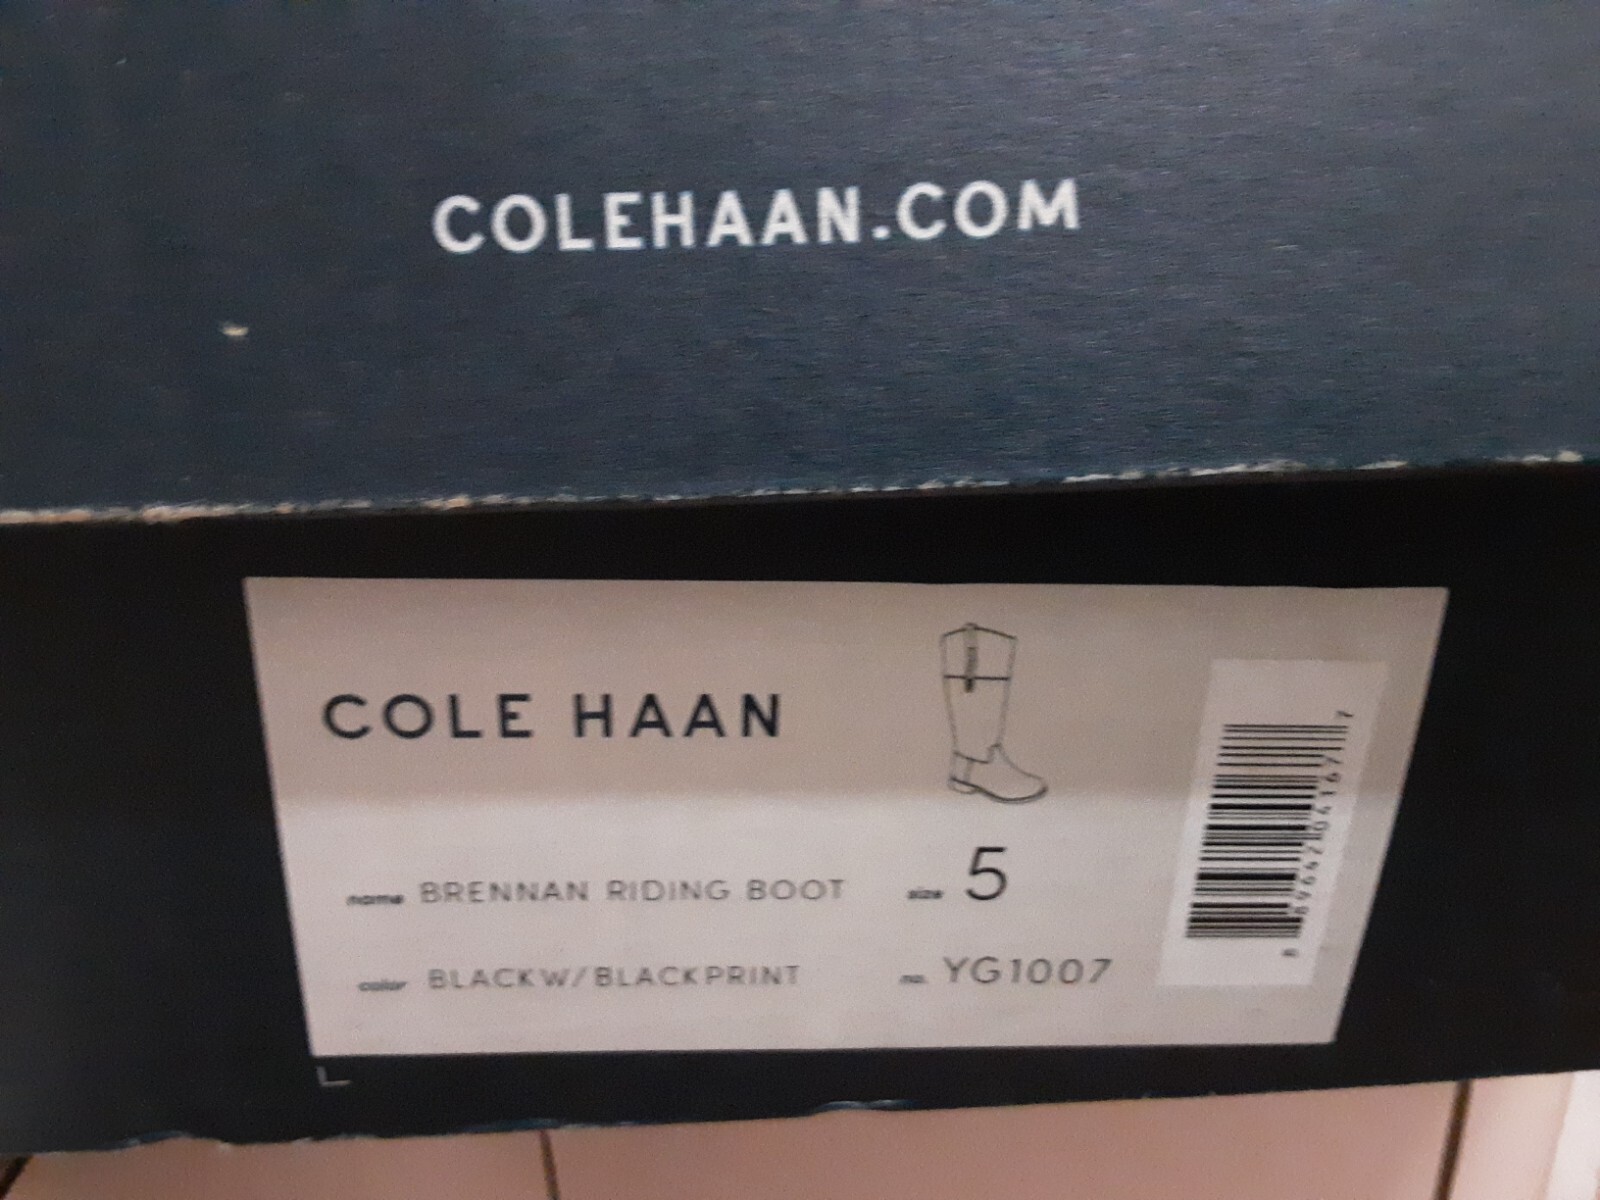 COLEHAAN.COM
COLE HAAN
name BRENNAN RIDING BOOT
size 5
color BLACKW/BLACKPRINT
no. YG1007